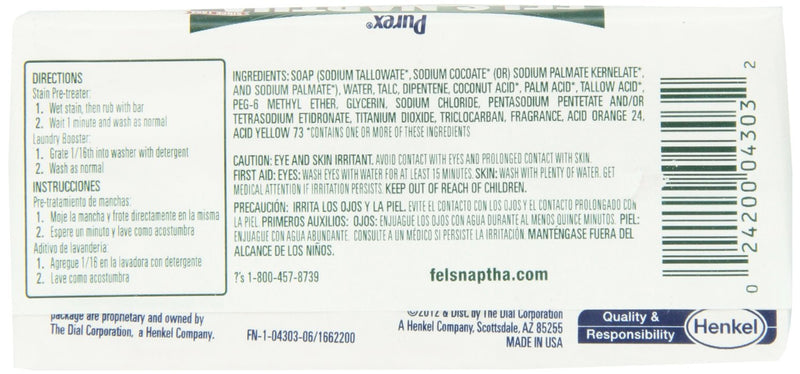 Purex®
DIRECTIONS
Stain Pre-treater:
1. Wet stain, then rub with bar
2. Wait 1 minute and wash as normal
Laundry Booster:
1. Grate 1/16th into washer with detergent
2. Wash as normal
INSTRUCCIONES
Pre-tratamiento de manchas:
1. Moje la mancha y frote directamente en la misma
2. Espere un minuto y lave como acostumbra
Aditivo de lavandería:
1. Agregue 1/16 en la lavadora con detergente
2. Lave como acostumbra
INGREDIENTS: SOAP (SODIUM TALLOWATE*, SODIUM COCOATE* (OR) SODIUM PALMATE KERNELATE*,
AND SODIUM PALMATE*), WATER, TALC, DIPENTENE, COCONUT ACID*, PALM ACID*, TALLOW ACID*,
PEG-6 METHYL ETHER, GLYCERIN, SODIUM CHLORIDE, PENTASODIUM PENTETATE AND/OR
TETRASODIUM ETIDRONATE, TITANIUM DIOXIDE, TRICLOCARBAN, FRAGRANCE, ACID ORANGE 24,
ACID YELLOW 73 *CONTAINS ONE OR MORE OF THESE INGREDIENTS
CAUTION: EYE AND SKIN IRRITANT. AVOID CONTACT WITH EYES AND PROLONGED CONTACT WITH SKIN.
FIRST AID: EYES: WASH EYES WITH WATER FOR AT LEAST 15 MINUTES. SKIN: WASH WITH PLENTY OF WATER. GET
MEDICAL ATTENTION IF IRRITATION PERSISTS. KEEP OUT OF REACH OF CHILDREN.
PRECAUCIÓN: IRRITA LOS OJOS Y LA PIEL. EVITE EL CONTACTO CON LOS OJOS Y EL CONTACTO PROLONGADO CON
LA PIEL. PRIMEROS AUXILIOS: OJOS: ENJUAGUE LOS OJOS CON AGUA DURANTE AL MENOS QUINCE MINUTOS. PIEL:
ENJUAGUE CON AGUA ABUNDANTE. CONSULTE A UN MÉDICO SI PERSISTE LA IRRITACIÓN. MANTÉNGASE FUERA DEL
ALCANCE DE LOS NIÑOS.
?'s 1-800-457-8739
felsnaptha.com
0 24200 04303 2
package are proprietary and owned by
The Dial Corporation, a Henkel Company.
FN-1-04303-06/1662200
©2012 & Dist. by The Dial Corporation
A Henkel Company, Scottsdale, AZ 85255
MADE IN USA
Quality &
Responsibility
Henkel